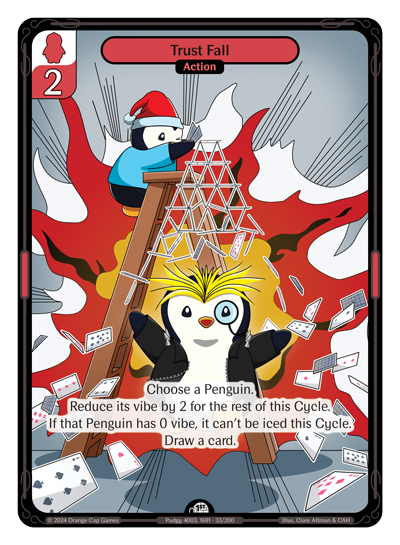 Trust Fall
Action
2
Choose a Penguin.
Reduce its vibe by 2 for the rest of this Cycle.
If that Penguin has 0 vibe, it can't be iced this Cycle.
Draw a card.
© 2024 Orange Cap Games
Pudgy 4003, 1691 - 33/200
Illus. Clare Altman & CAH